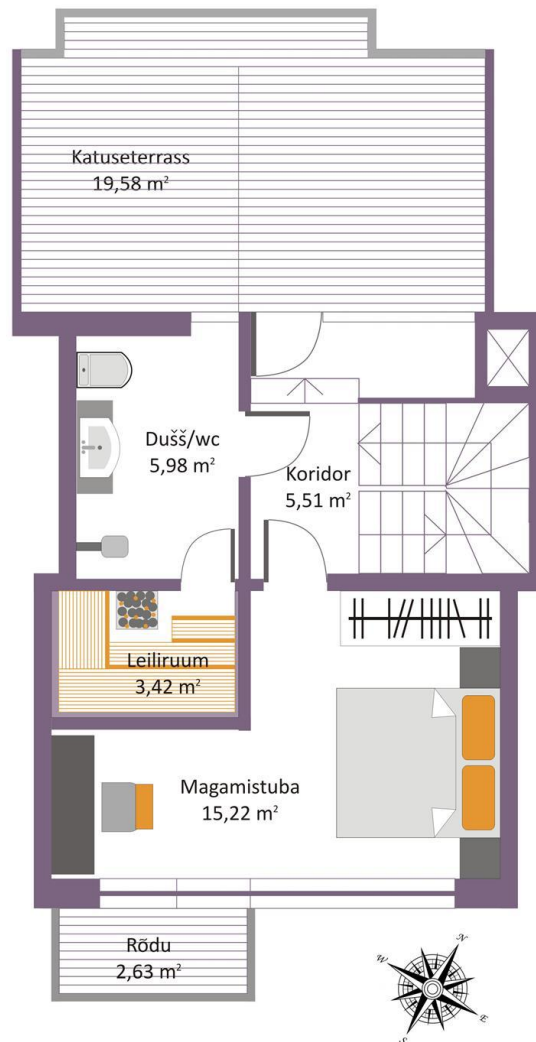 Katuseterrass
19,58 m²
Dušš/wc
5,98 m²
Koridor
5,51 m²
Leiliruum
3,42 m²
Magamistuba
15,22 m²
Rõdu
2,63 m²
N
W
E
S